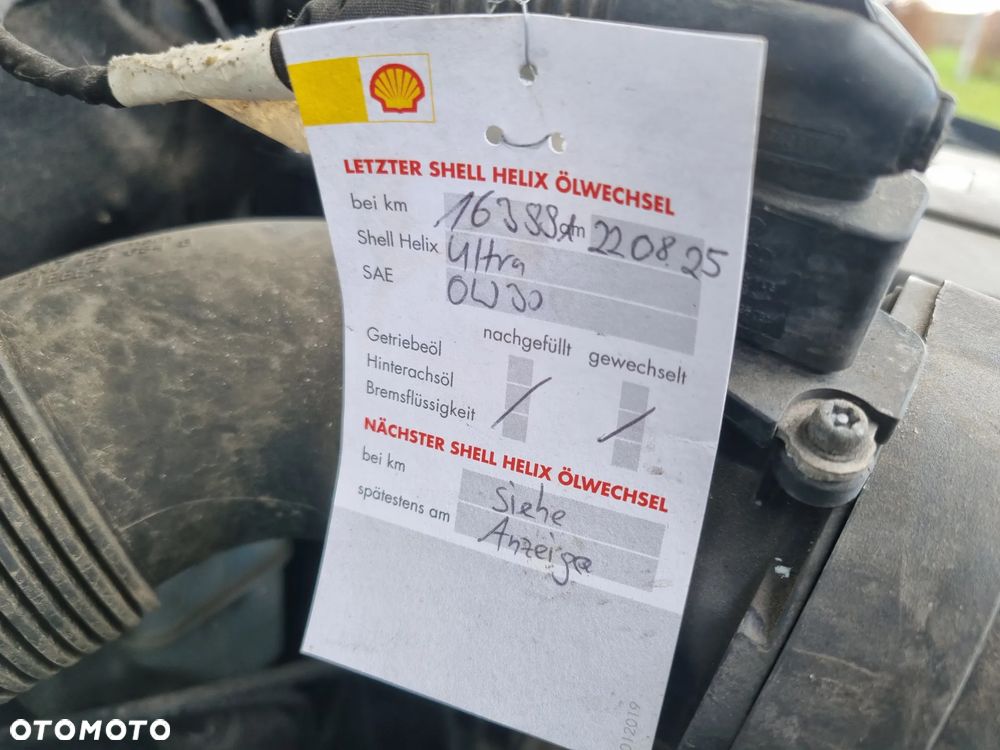 LETZTER SHELL HELIX ÖLWECHSEL
bei km am 22 08.25
Shell Helix Ultra
SAE 0W30
nachgefüllt gewechselt
Getriebeöl
Hinterachsöl
Bremsflüssigkeit
NÄCHSTER SHELL HELIX ÖLWECHSEL
bei km siehe
spätestens am Anzeige
012019
OTOMOTO